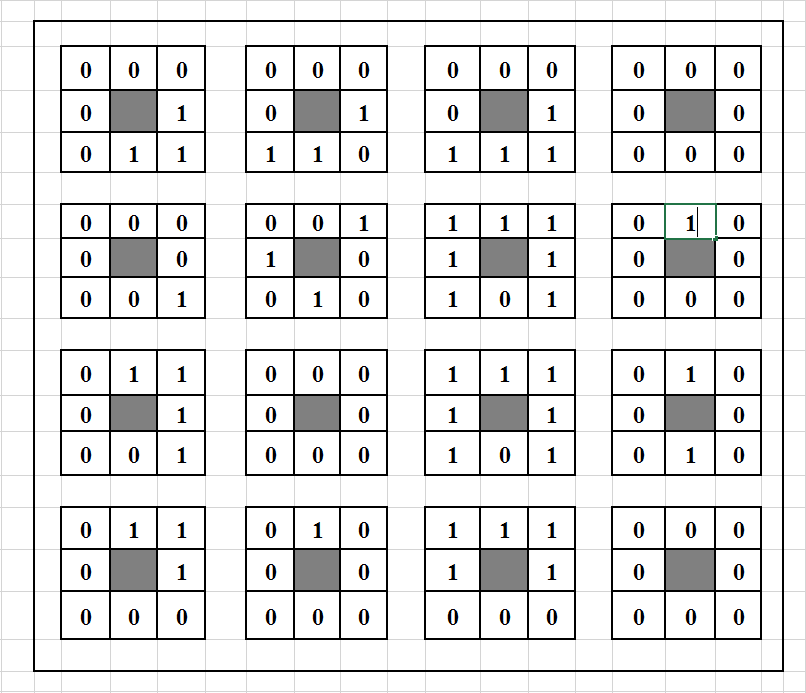 0 0 0 0 0 0 0 0 0 0 0 0
0 1 0 1 0 1 0 0
0 1 1 1 1 0 1 1 1 0 0 0
0 0 0 0 0 1 1 1 1 0 1 0
0 0 1 0 1 1 0 0
0 0 1 0 1 0 1 0 1 0 0 0
0 1 1 0 0 0 1 1 1 0 1 0
0 1 0 0 1 1 0 0
0 0 1 0 0 0 1 0 1 0 1 0
0 1 1 0 1 0 1 1 1 0 0 0
0 1 0 0 1 1 0 0
0 0 0 0 0 0 0 0 0 0 0 0